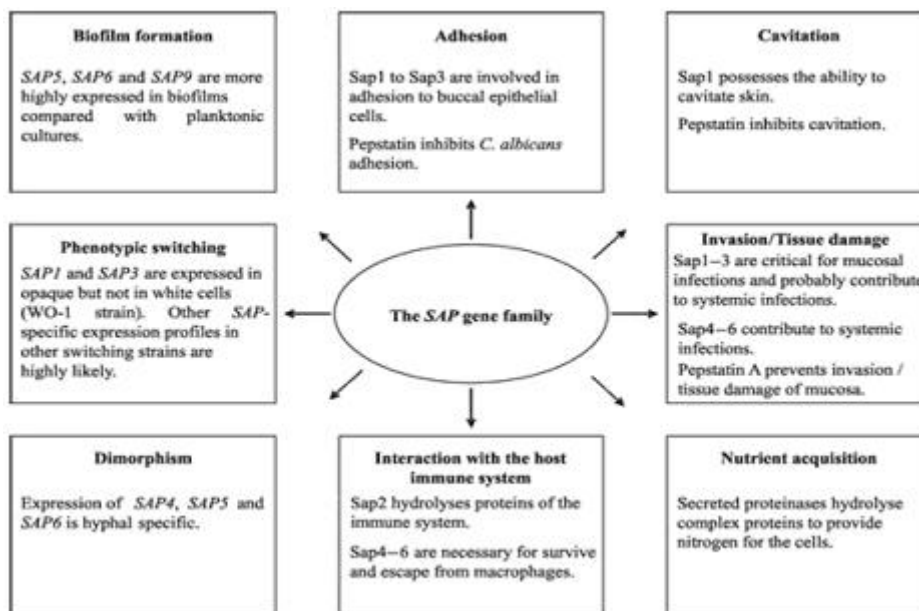 Biofilm formation
SAP5, SAP6 and SAP9 are more
highly expressed in biofilms
compared with planktonic
cultures.
Adhesion
Sap1 to Sap3 are involved in
adhesion to buccal epithelial
cells.
Pepstatin inhibits C. albicans
adhesion.
Cavitation
Sap1 possesses the ability to
cavitate skin.
Pepstatin inhibits cavitation.
Phenotypic switching
SAP1 and SAP3 are expressed in
opaque but not in white cells
(WO-1 strain). Other SAP-
specific expression profiles in
other switching strains are
highly likely.
The SAP gene family
Invasion/Tissue damage
Sap1–3 are critical for mucosal
infections and probably contribute
to systemic infections.
Sap4–6 contribute to systemic
infections.
Pepstatin A prevents invasion /
tissue damage of mucosa.
Dimorphism
Expression of SAP4, SAP5 and
SAP6 is hyphal specific.
Interaction with the host
immune system
Sap2 hydrolyses proteins of the
immune system.
Sap4–6 are necessary for survive
and escape from macrophages.
Nutrient acquisition
Secreted proteinases hydrolyse
complex proteins to provide
nitrogen for the cells.